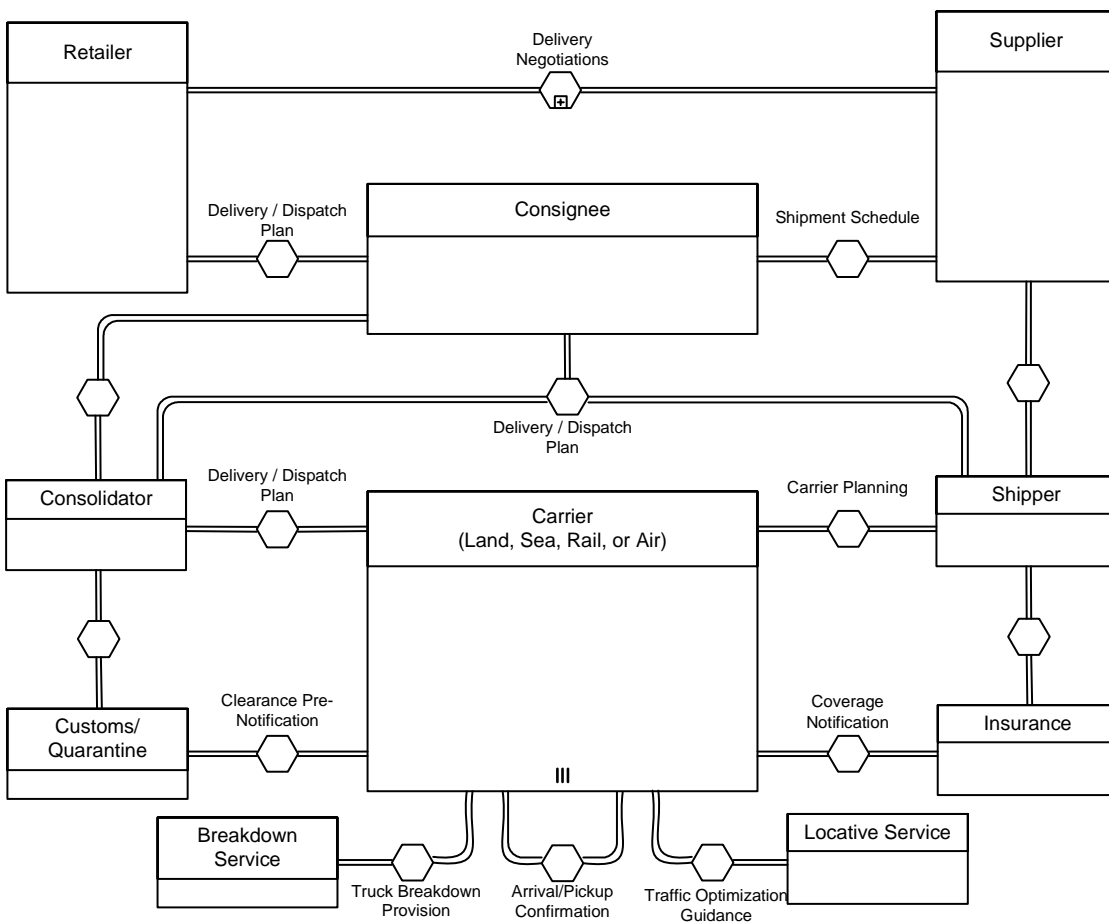 Retailer
Delivery
Negotiations
Supplier
Delivery / Dispatch
Plan
Consignee
Shipment Schedule
Delivery / Dispatch
Plan
Consolidator
Delivery / Dispatch
Plan
Carrier
(Land, Sea, Rail, or Air)
Carrier Planning
Shipper
Customs/
Quarantine
Clearance Pre-
Notification
Coverage
Notification
Insurance
Breakdown
Service
Truck Breakdown
Provision
Arrival/Pickup
Confirmation
Traffic Optimization
Guidance
Locative Service